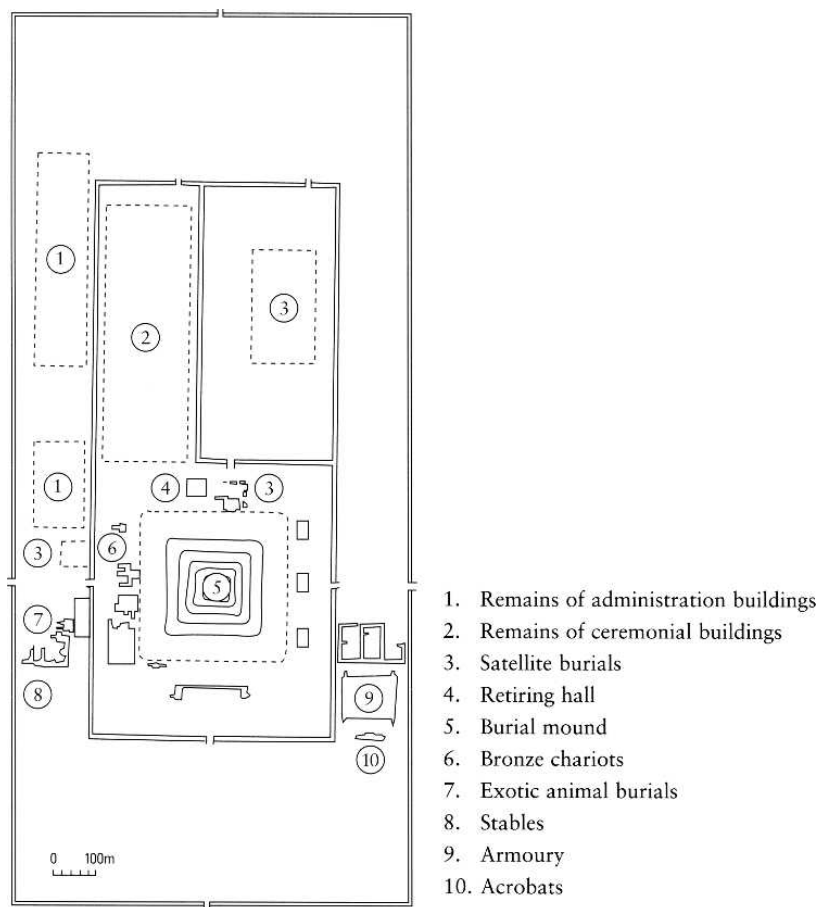 1
2
3
1
4
3
3
6
5
7
8
9
10
0 100m
1. Remains of administration buildings
2. Remains of ceremonial buildings
3. Satellite burials
4. Retiring hall
5. Burial mound
6. Bronze chariots
7. Exotic animal burials
8. Stables
9. Armoury
10. Acrobats